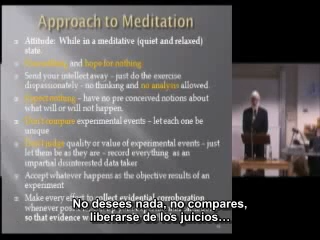 Approach to Meditation
Attitude: While in a meditative (quiet and relaxed)
state.
nothing and hope for nothing.
Send your intellect away – just do the exercise
dispassionately – no thinking and no analysis allowed.
Expect nothing – have no pre conceived notions about
what will or will not happen.
Don't compare experimental events – let each one be
unique
Don't judge quality or value of experimental events – just
let them be as they are – record everything as an
impartial disinterested data taker
Accept whatever happens as the objective results of an
experiment
Make every effort to collect evidential corroboration
whenever
No desees nada, no compares,
so that evidence
liberarse de los juicios...